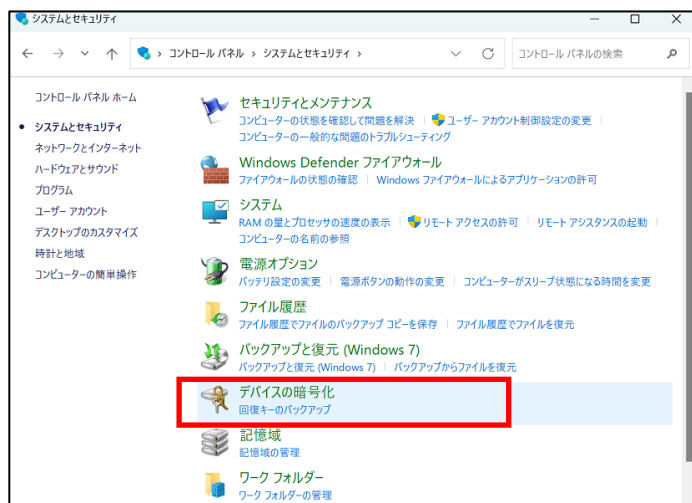 システムとセキュリティ
コントロール パネル > システムとセキュリティ >
コントロール パネルの検索
コントロール パネル ホーム
システムとセキュリティ
ネットワークとインターネット
ハードウェアとサウンド
プログラム
ユーザー アカウント
デスクトップのカスタマイズ
時計と地域
コンピューターの簡単操作
セキュリティとメンテナンス
コンピューターの状態を確認して問題を解決 | ユーザー アカウント制御設定の変更 |
コンピューターの一般的な問題のトラブルシューティング
Windows Defender ファイアウォール
ファイアウォールの状態の確認 | Windows ファイアウォールによるアプリケーションの許可
システム
RAM の量とプロセッサの速度の表示 | リモート アクセスの許可 | リモート アシスタンスの起動 |
コンピューターの名前の参照
電源オプション
バッテリ設定の変更 | 電源ボタンの動作の変更 | コンピューターがスリープ状態になる時間を変更
ファイル履歴
ファイル履歴でファイルのバックアップ コピーを保存 | ファイル履歴でファイルを復元
バックアップと復元 (Windows 7)
バックアップと復元 (Windows 7) | バックアップからファイルを復元
デバイスの暗号化
回復キーのバックアップ
記憶域
記憶域の管理
ワーク フォルダー
ワーク フォルダーの管理